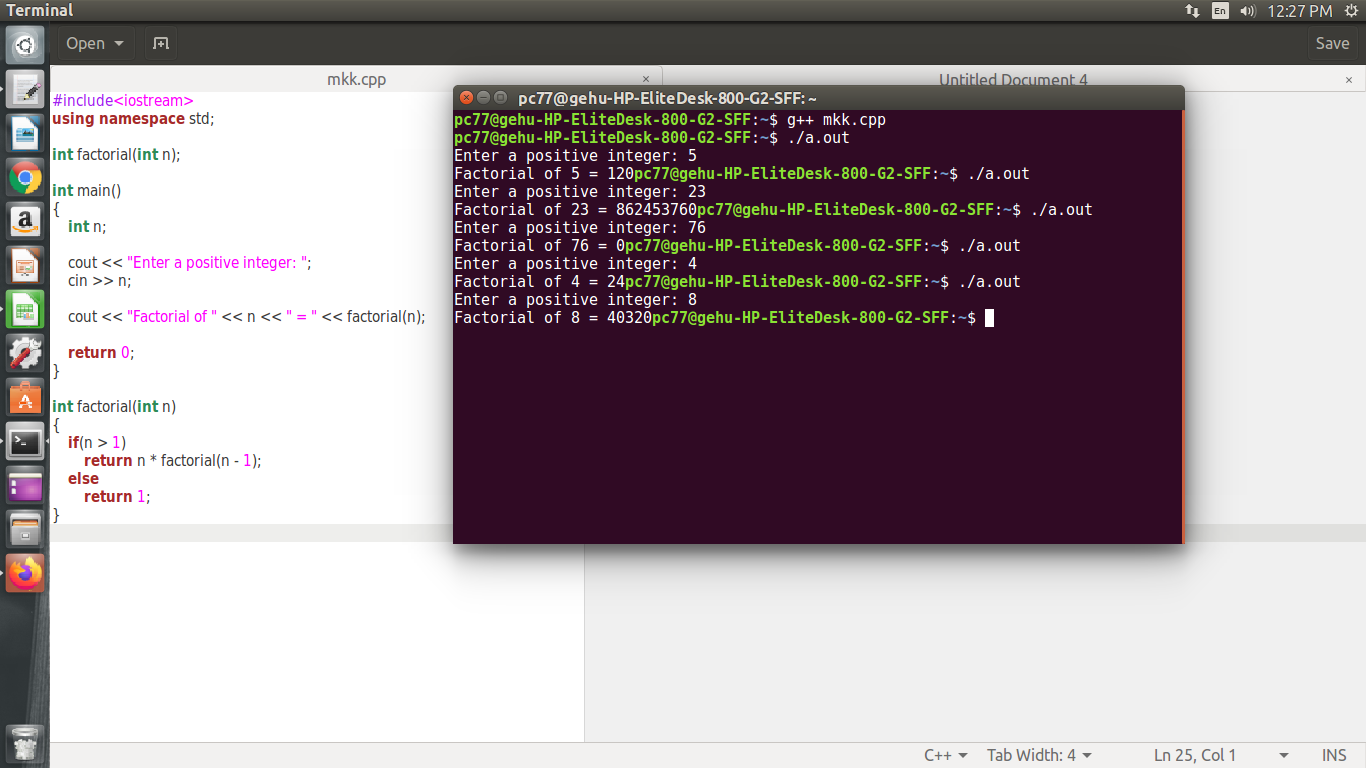 Terminal
En
12:27 PM
Open
Save
mkk.cpp
Untitled Document 4
#include<iostream>
using namespace std;
int factorial(int n);
int main()
{
int n;
cout << "Enter a positive integer: ";
cin >> n;
cout << "Factorial of " << n << " = " << factorial(n);
return 0;
}
int factorial(int n)
{
if(n > 1)
return n * factorial(n - 1);
else
return 1;
}
pc77@gehu-HP-EliteDesk-800-G2-SFF: ~
pc77@gehu-HP-EliteDesk-800-G2-SFF:~$ g++ mkk.cpp
pc77@gehu-HP-EliteDesk-800-G2-SFF:~$ ./a.out
Enter a positive integer: 5
Factorial of 5 = 120pc77@gehu-HP-EliteDesk-800-G2-SFF:~$ ./a.out
Enter a positive integer: 23
Factorial of 23 = 862453760pc77@gehu-HP-EliteDesk-800-G2-SFF:~$ ./a.out
Enter a positive integer: 76
Factorial of 76 = 0pc77@gehu-HP-EliteDesk-800-G2-SFF:~$ ./a.out
Enter a positive integer: 4
Factorial of 4 = 24pc77@gehu-HP-EliteDesk-800-G2-SFF:~$ ./a.out
Enter a positive integer: 8
Factorial of 8 = 40320pc77@gehu-HP-EliteDesk-800-G2-SFF:~$
C++
Tab Width: 4
Ln 25, Col 1
INS